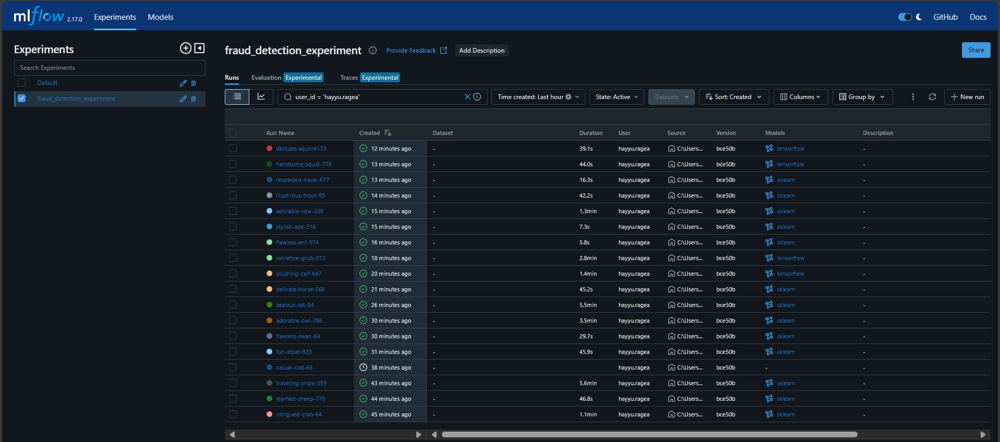 mlflow 2.17.0 Experiments Models GitHub Docs
Experiments
Search Experiments
Default
fraud_detection_experiment
fraud_detection_experiment Provide Feedback Add Description Share
Runs Evaluation Experimental Traces Experimental
user_id = 'hayyu.ragea' Time created: Last hour State: Active Datasets Sort: Created Columns Group by New run
Run Name Created Dataset Duration User Source Version Models Description
delicate-squirrel-73 12 minutes ago - 39.1s hayyu.ragea C:\Users... bce50b tensorflow -
handsome-squid-776 13 minutes ago - 44.0s hayyu.ragea C:\Users... bce50b tensorflow -
respected-hawk-677 13 minutes ago - 16.3s hayyu.ragea C:\Users... bce50b sklearn -
illustrious-trout-93 14 minutes ago - 42.2s hayyu.ragea C:\Users... bce50b sklearn -
adorable-sow-200 15 minutes ago - 1.3min hayyu.ragea C:\Users... bce50b sklearn -
stylish-ape-316 15 minutes ago - 7.3s hayyu.ragea C:\Users... bce50b sklearn -
flawless-ant-574 16 minutes ago - 5.8s hayyu.ragea C:\Users... bce50b sklearn -
secretive-grub-313 18 minutes ago - 2.8min hayyu.ragea C:\Users... bce50b tensorflow -
blushing-calf-647 20 minutes ago - 1.4min hayyu.ragea C:\Users... bce50b tensorflow -
delicate-horse-568 21 minutes ago - 45.2s hayyu.ragea C:\Users... bce50b sklearn -
zealous-rat-54 26 minutes ago - 5.5min hayyu.ragea C:\Users... bce50b sklearn -
adorable-owl-786 30 minutes ago - 3.5min hayyu.ragea C:\Users... bce50b sklearn -
flawless-swan-64 30 minutes ago - 29.7s hayyu.ragea C:\Users... bce50b sklearn -
fun-stoat-920 31 minutes ago - 45.9s hayyu.ragea C:\Users... bce50b sklearn -
casual-cod-66 38 minutes ago - hayyu.ragea C:\Users... bce50b - -
traveling-snipe-559 43 minutes ago - 5.6min hayyu.ragea C:\Users... bce50b sklearn -
learned-sheep-770 44 minutes ago - 46.8s hayyu.ragea C:\Users... bce50b sklearn -
intrigued-crab-64 45 minutes ago - 1.1min hayyu.ragea C:\Users... bce50b sklearn -